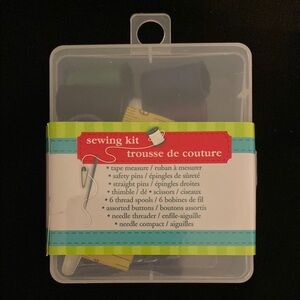 sewing kit
trousse de couture
• tape measure / ruban à mesurer
• safety pins / épingles de sûreté
• straight pins / épingles droites
• thimble / dé • scissors / ciseaux
• 6 thread spools / 6 bobines de fil
• assorted buttons / boutons assortis
• needle threader / enfile-aiguille
• needle compact / aiguilles